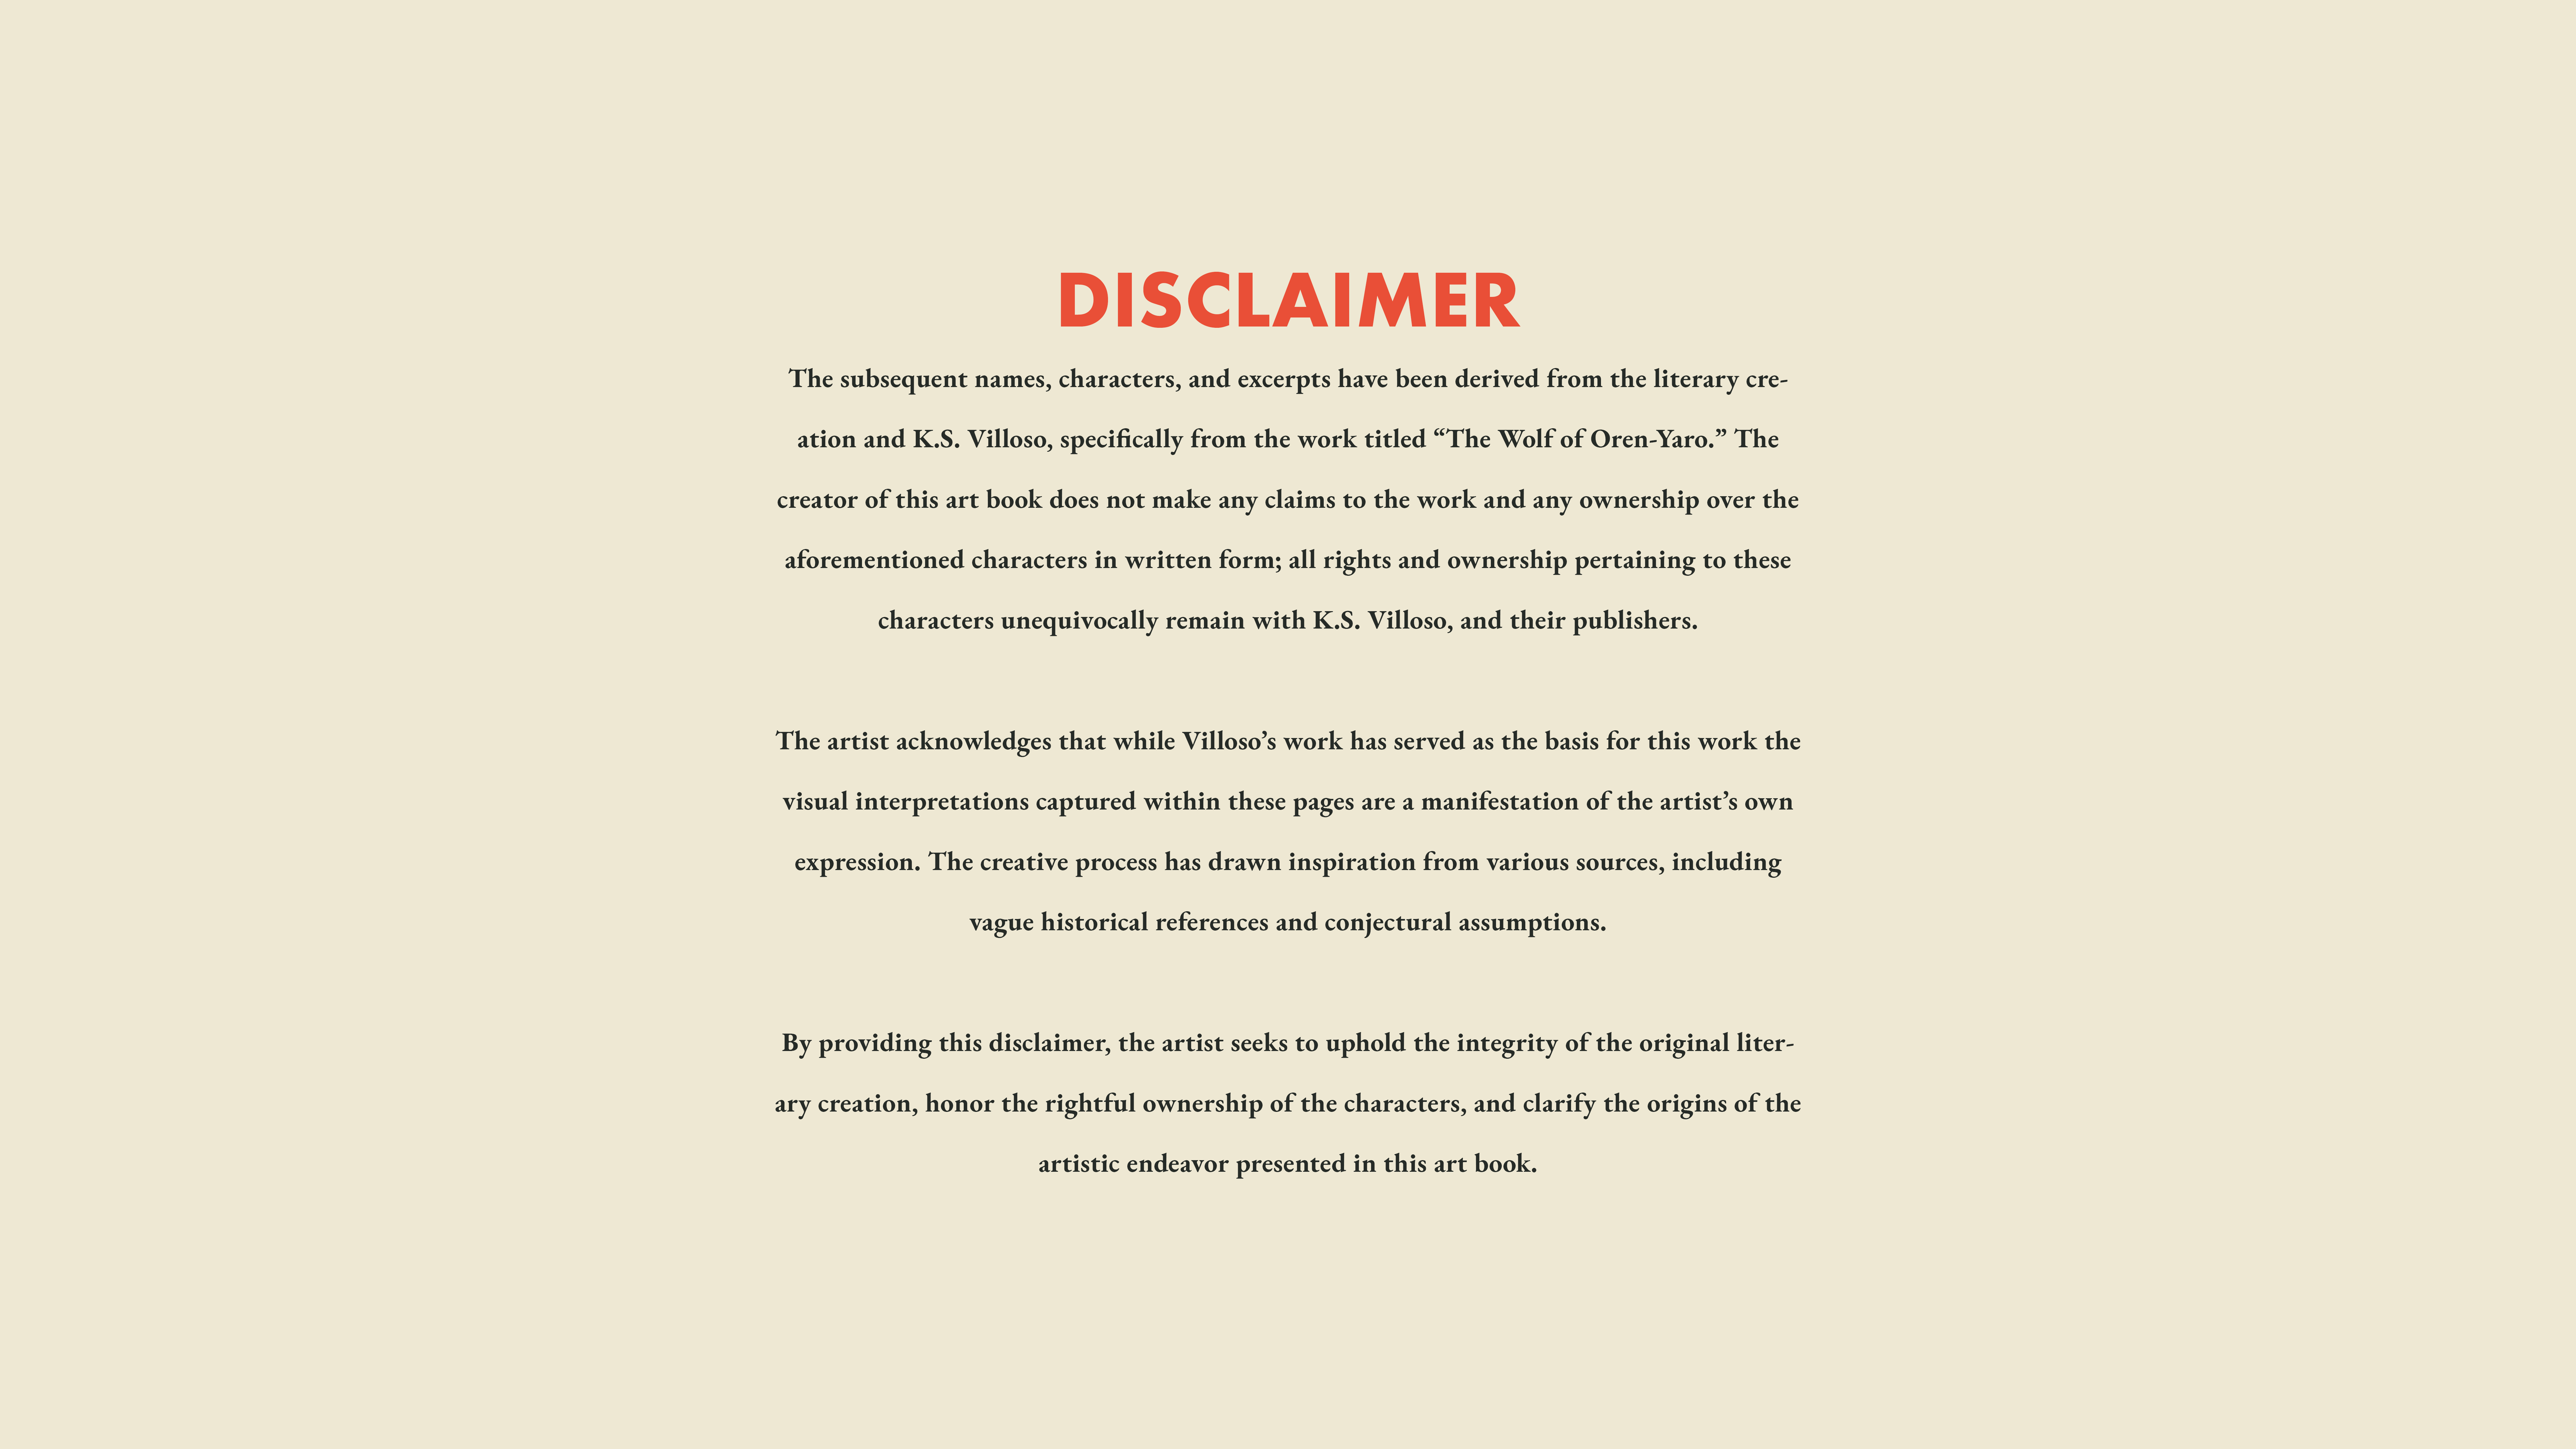 DISCLAIMER
The subsequent names, characters, and excerpts have been derived from the literary cre-
ation and K.S. Villoso, specifically from the work titled “The Wolf of Oren-Yaro.” The
creator of this art book does not make any claims to the work and any ownership over the
aforementioned characters in written form; all rights and ownership pertaining to these
characters unequivocally remain with K.S. Villoso, and their publishers.
The artist acknowledges that while Villoso’s work has served as the basis for this work the
visual interpretations captured within these pages are a manifestation of the artist’s own
expression. The creative process has drawn inspiration from various sources, including
vague historical references and conjectural assumptions.
By providing this disclaimer, the artist seeks to uphold the integrity of the original liter-
ary creation, honor the rightful ownership of the characters, and clarify the origins of the
artistic endeavor presented in this art book.